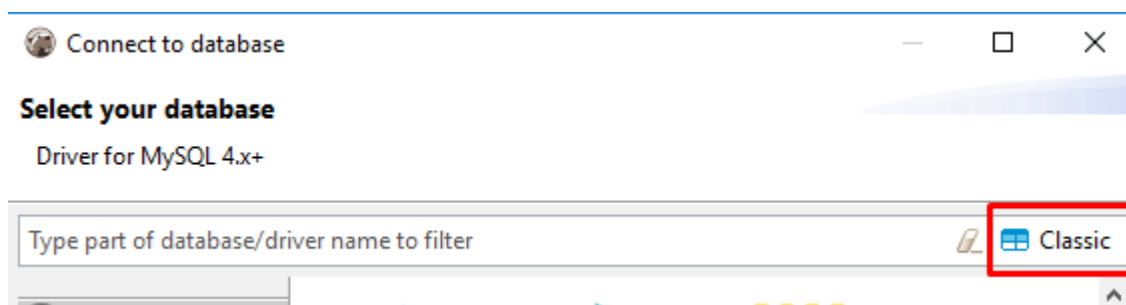 Connect to database
Select your database
Driver for MySQL 4.x+
Type part of database/driver name to filter
Classic